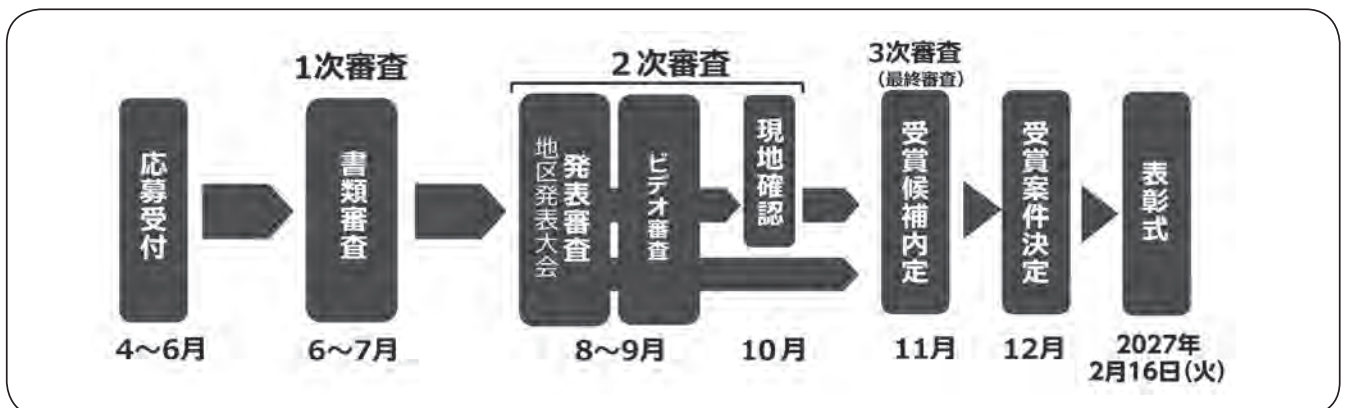 1次審査
2次審査
3次審査
（最終審査）
応募受付
書類審査
発表審査
地区発表大会
ビデオ審査
現地確認
受賞候補内定
受賞案件決定
表彰式
4～6月
6～7月
8～9月
10月
11月
12月
2027年
2月16日(火)